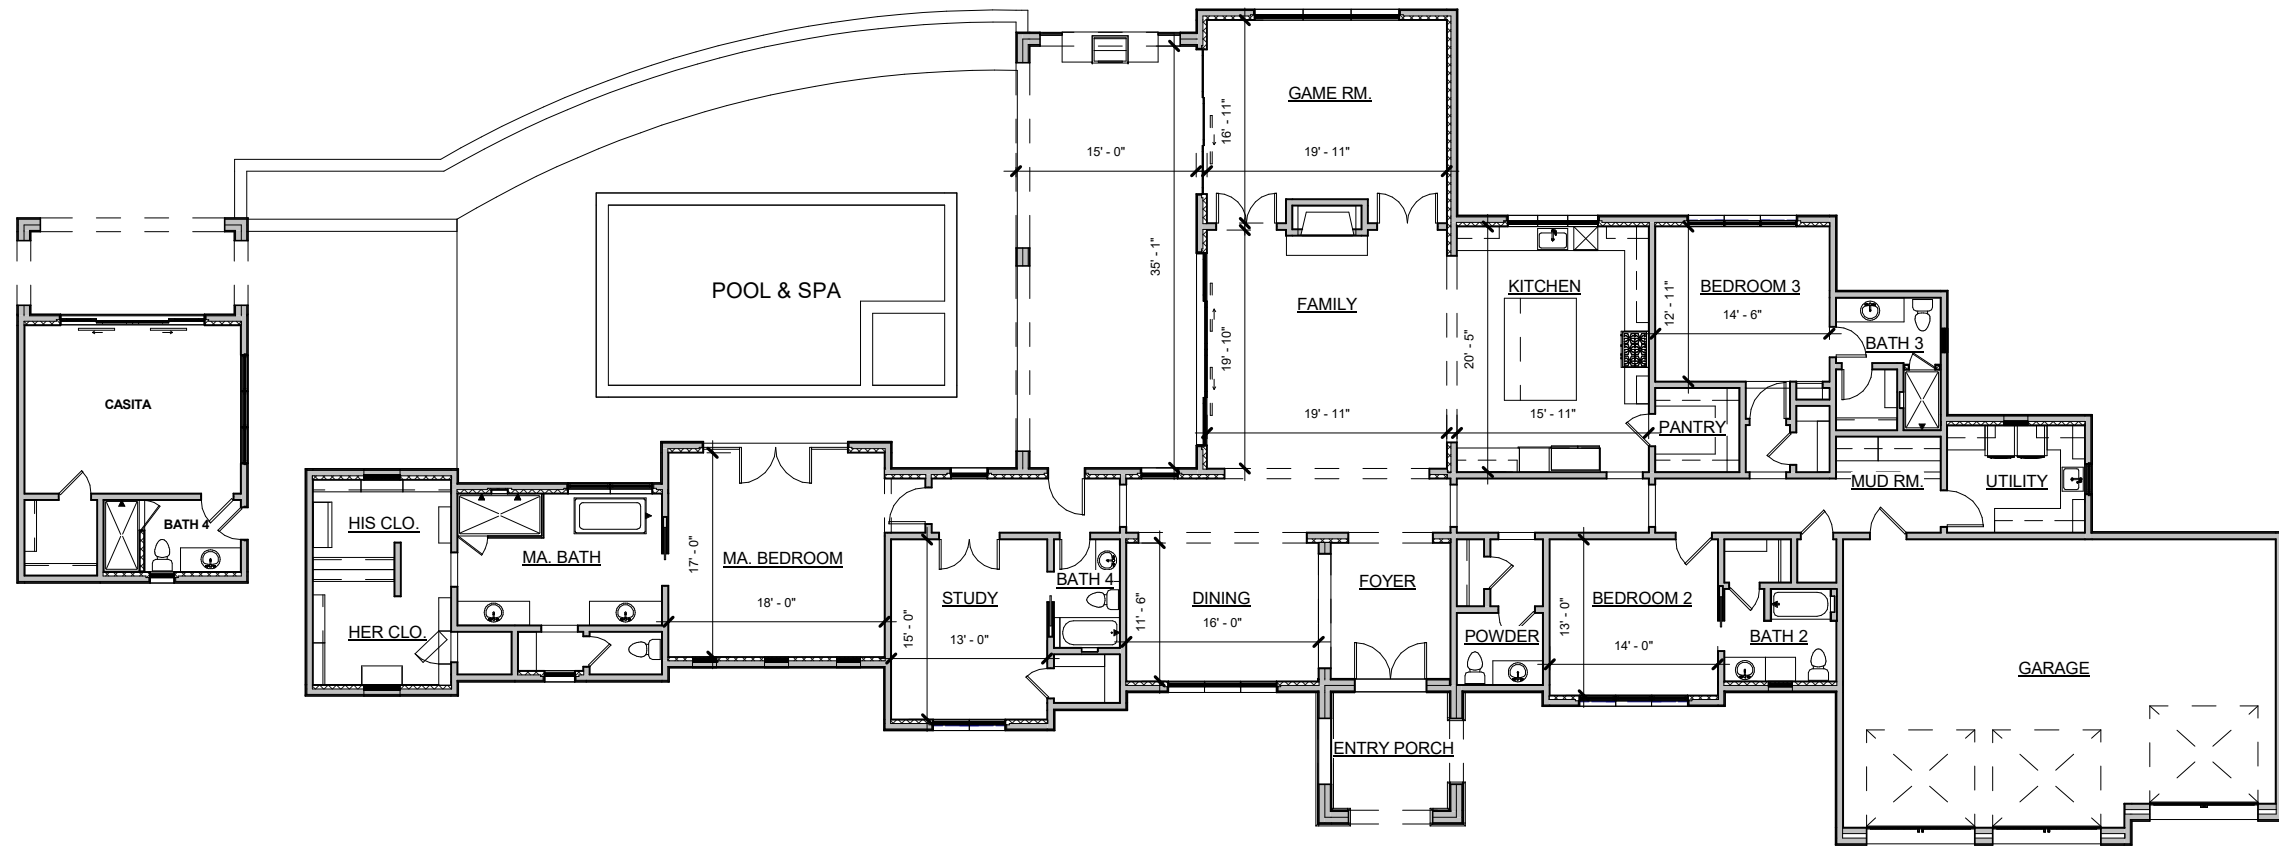 GAME RM.
16' - 11"
15' - 0"
19' - 11"
POOL & SPA
35' - 1"
FAMILY
19' - 10"
19' - 11"
KITCHEN
20' - 5"
15' - 11"
BEDROOM 3
12' - 11"
14' - 6"
BATH 3
PANTRY
MUD RM.
UTILITY
CASITA
BATH 4
HIS CLO.
HER CLO.
MA. BATH
MA. BEDROOM
17' - 0"
18' - 0"
STUDY
15' - 0"
13' - 0"
BATH 4
DINING
11' - 6"
16' - 0"
FOYER
POWDER
BEDROOM 2
13' - 0"
14' - 0"
BATH 2
GARAGE
ENTRY PORCH